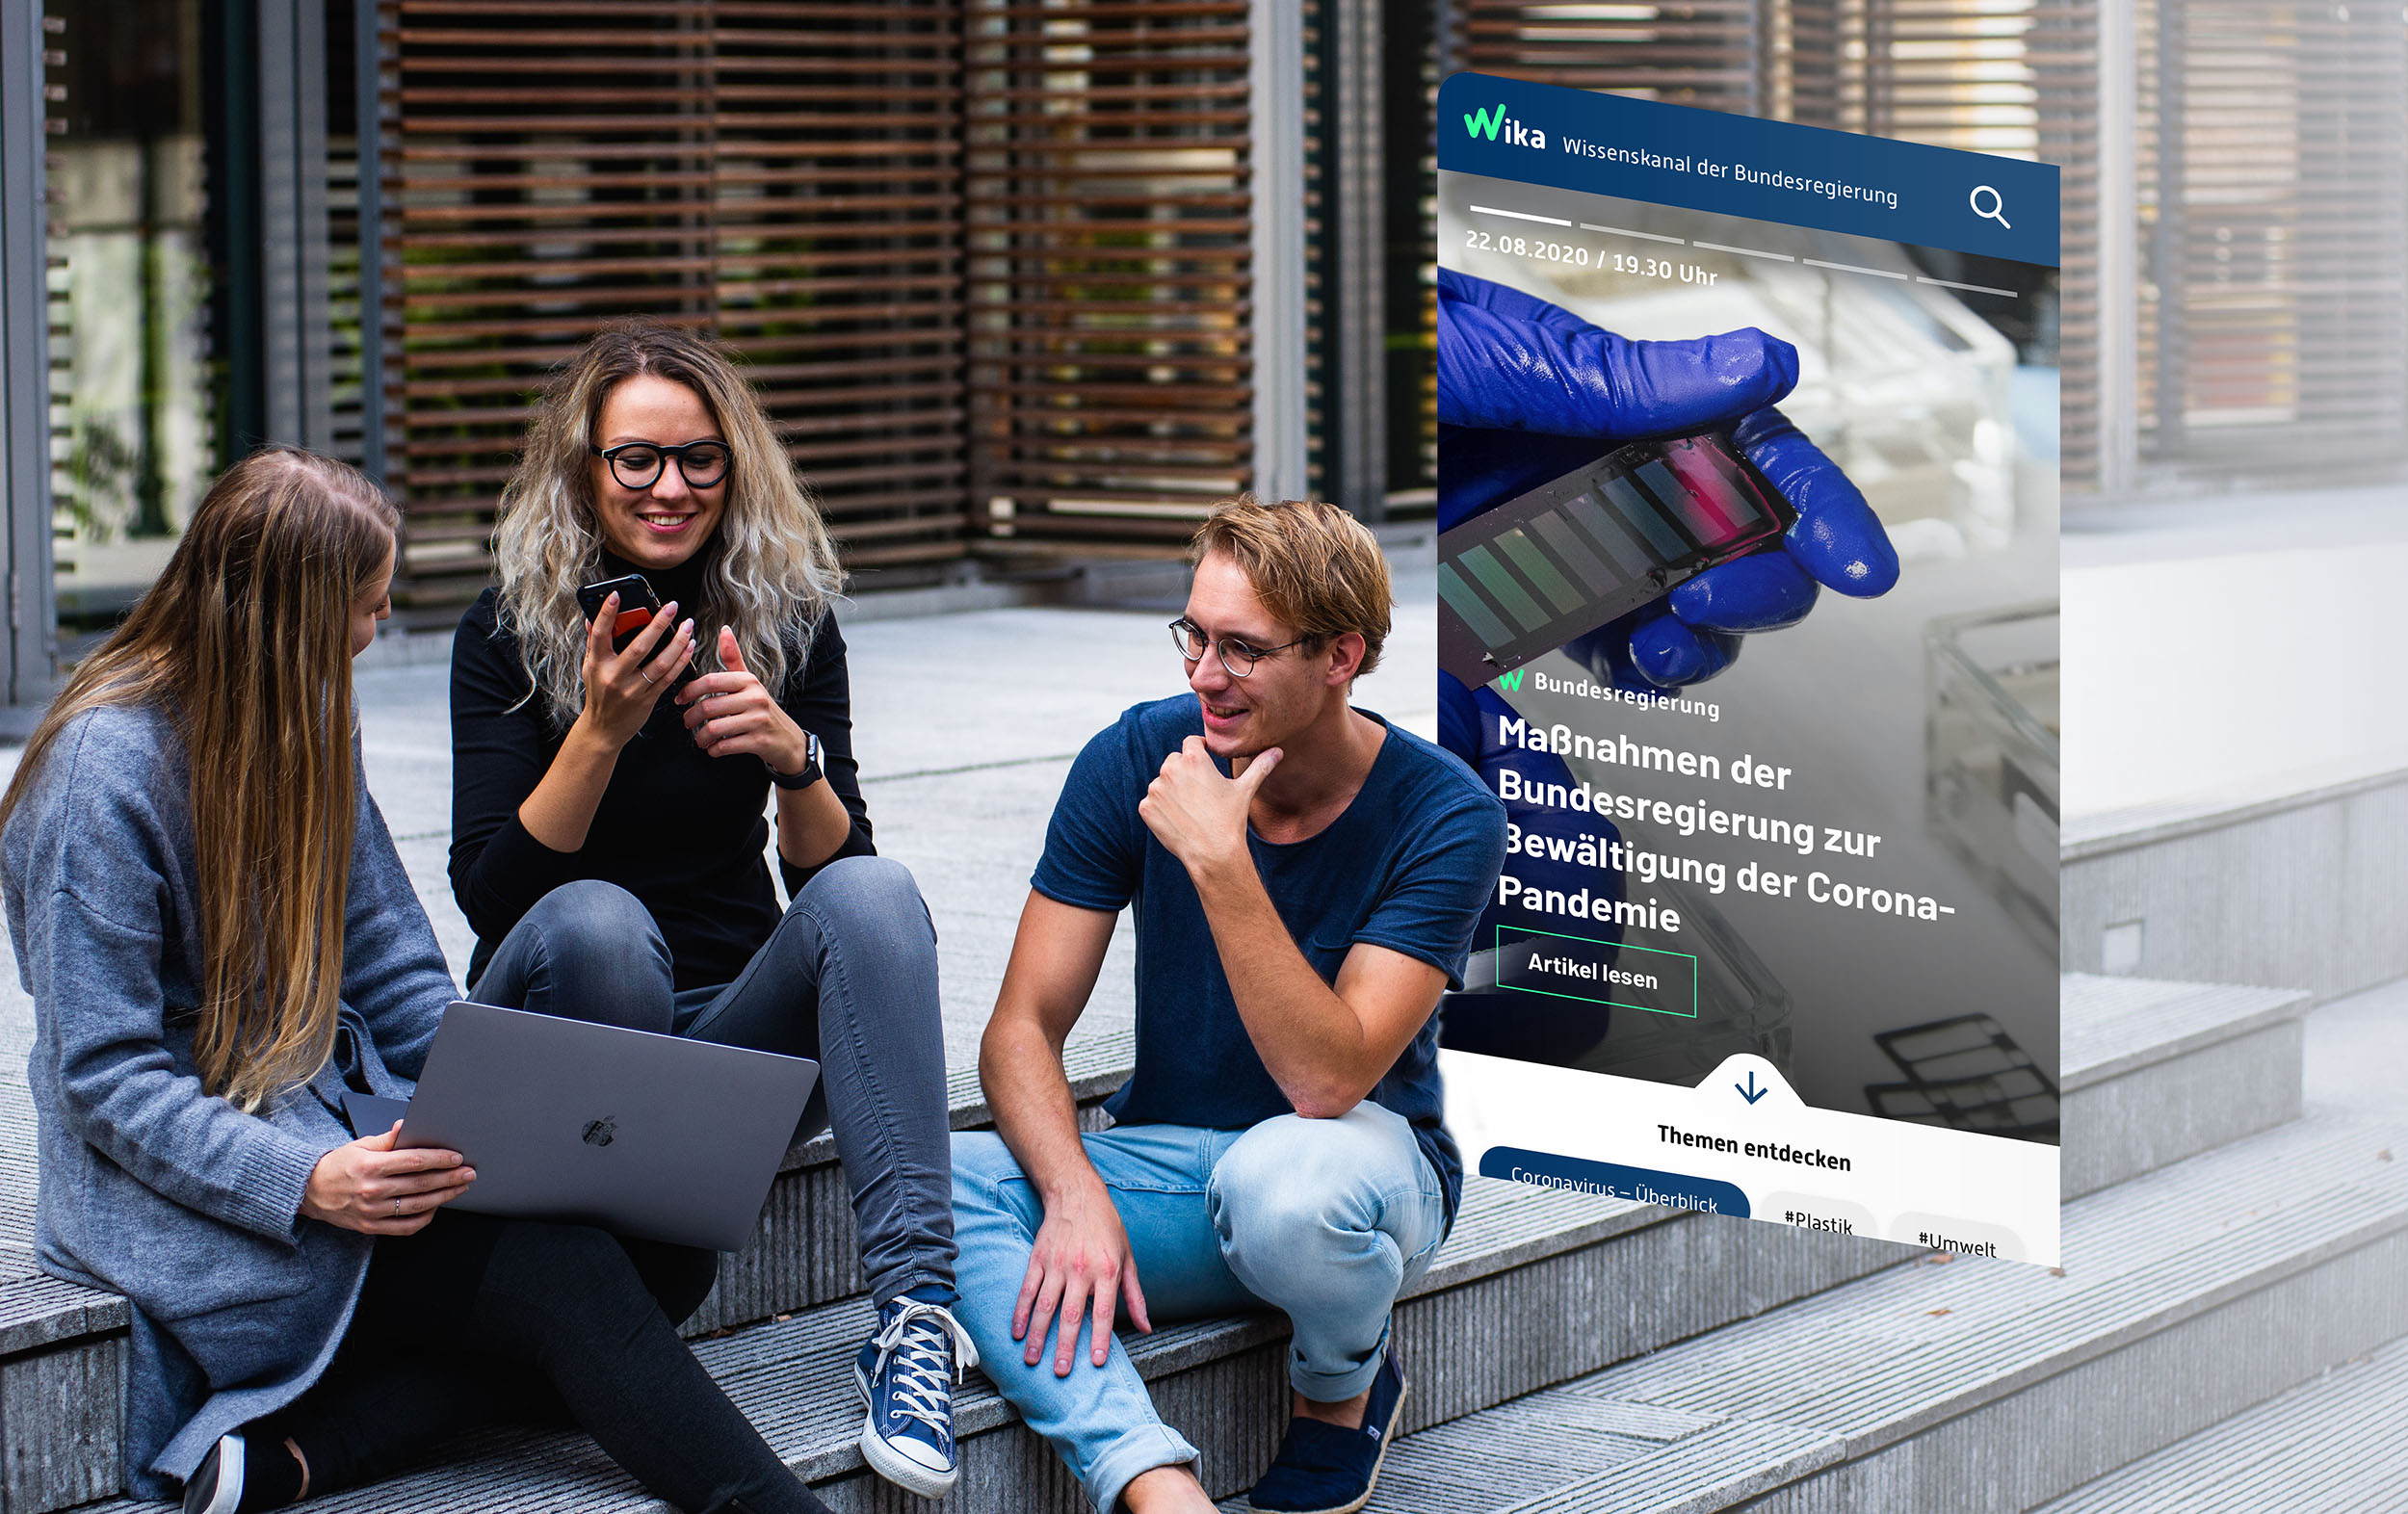 Wika Wissenskanal der Bundesregierung
22.08.2020 / 19.30 Uhr
Bundesregierung
Maßnahmen der
Bundesregierung zur
Bewältigung der Corona-
Pandemie
Artikel lesen
Themen entdecken
Coronavirus – Überblick
#Plastik
#Umwelt